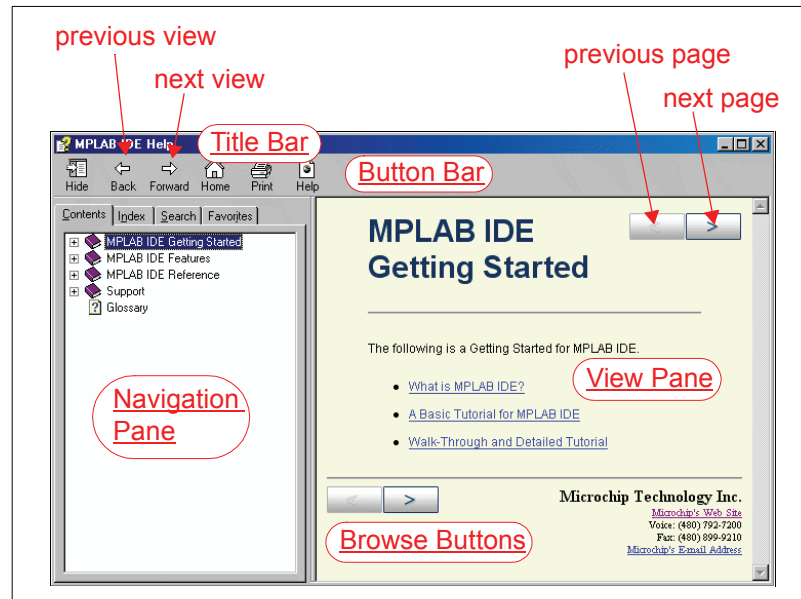 previous view
next view
previous page
next page
MPLAB IDE Help
Title Bar
Hide Back Forward Home Print Help
Button Bar
Contents Index Search Favorites
MPLAB IDE Getting Started
MPLAB IDE Features
MPLAB IDE Reference
Support
Glossary
Navigation
Pane
< >
MPLAB IDE
Getting Started
The following is a Getting Started for MPLAB IDE.
View Pane
• What is MPLAB IDE?
• A Basic Tutorial for MPLAB IDE
• Walk-Through and Detailed Tutorial
< >
Browse Buttons
Microchip Technology Inc.
Microchip's Web Site
Voice: (480) 792-7200
Fax: (480) 899-9210
Microchip's E-mail Address